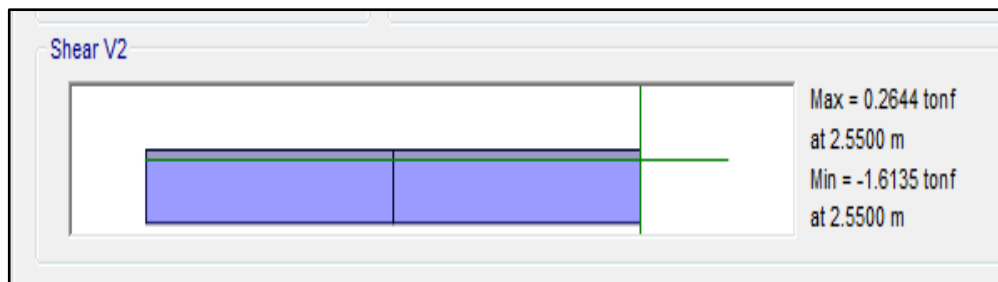 Shear V2
Max = 0.2644 tonf
at 2.5500 m
Min = -1.6135 tonf
at 2.5500 m